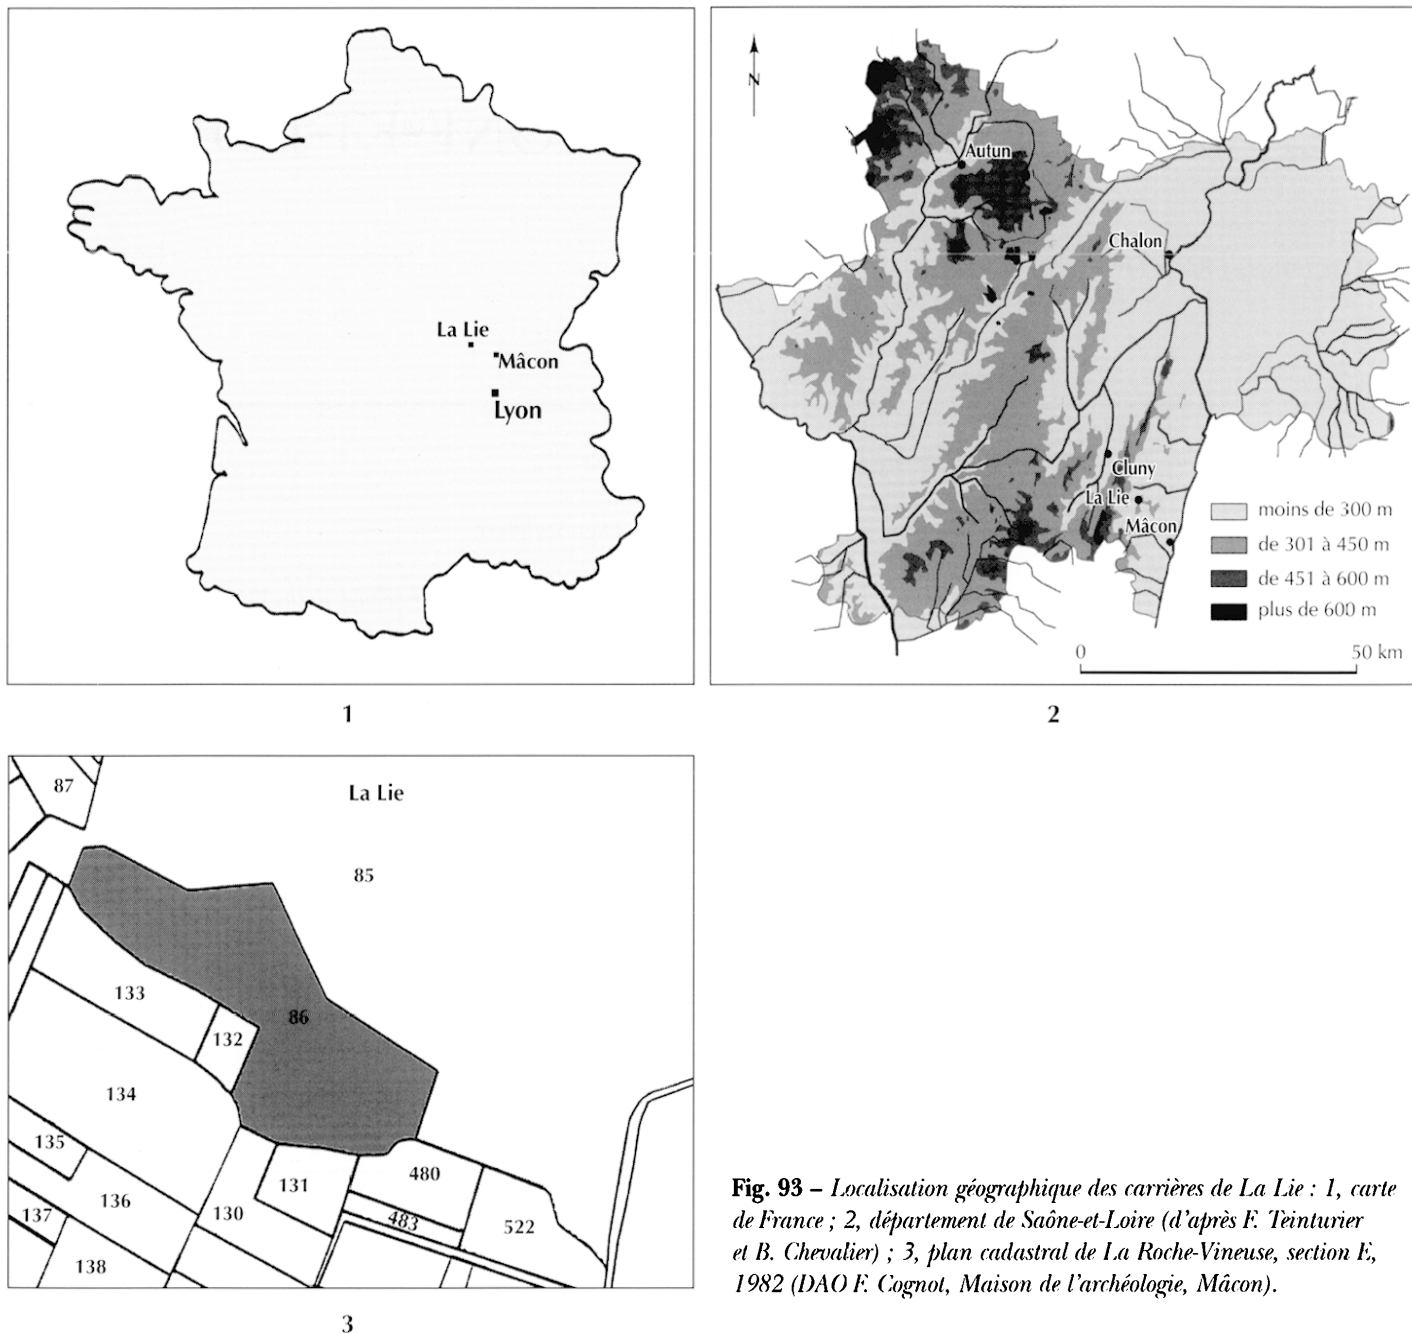 La Lie
Mâcon
Lyon
1
N
Autun
Chalon
Cluny
La Lie
Mâcon
moins de 300 m
de 301 à 450 m
de 451 à 600 m
plus de 600 m
0
50 km
2
87
La Lie
85
133
86
132
134
135
136
137
138
130
131
480
483
522
3
Fig. 93 – Localisation géographique des carrières de La Lie : 1, carte
de France ; 2, département de Saône-et-Loire (d'après F. Teinturier
et B. Chevalier) ; 3, plan cadastral de La Roche-Vineuse, section E,
1982 (DAO F. Cognot, Maison de l'archéologie, Mâcon).